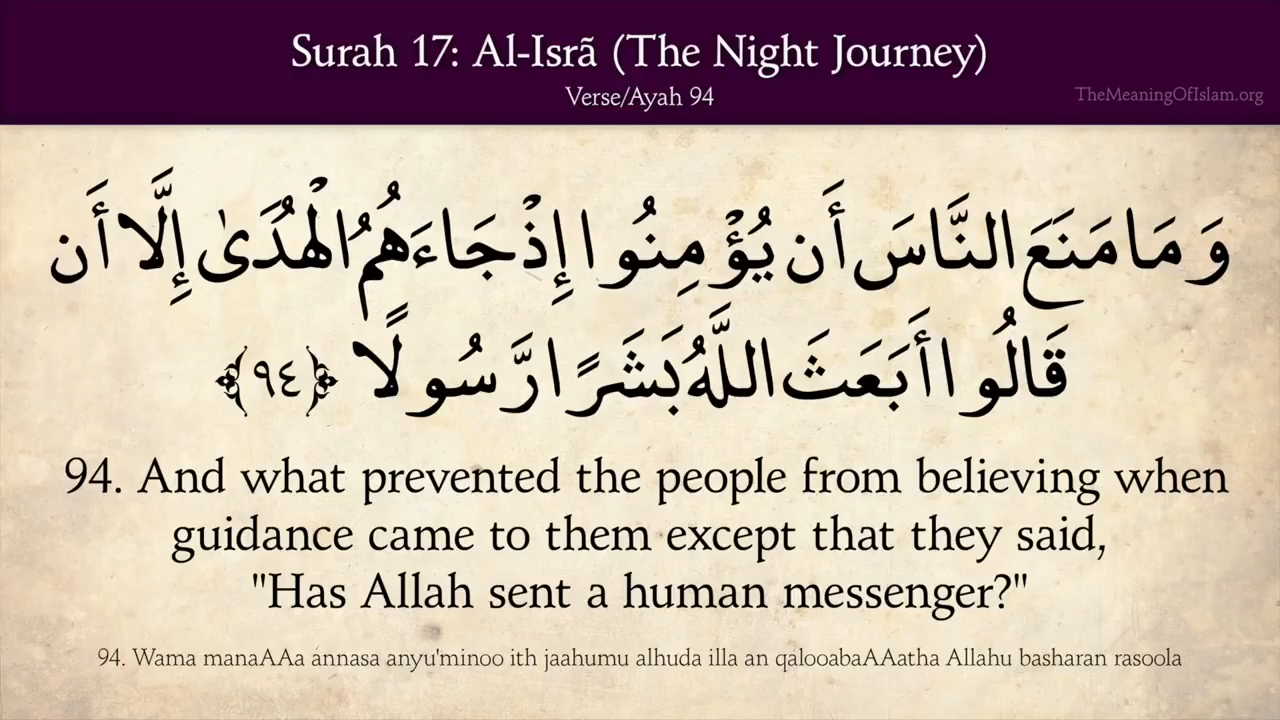 Surah 17: Al-Isrã (The Night Journey)
Verse/Ayah 94
TheMeaningOfIslam.org
وَمَا مَنَعَ النَّاسَ أَن يُؤْمِنُوا إِذْ جَاءَهُمُ الْهُدَىٰ إِلَّا أَن
قَالُوا أَبَعَثَ اللَّهُ بَشَرًا رَّسُولًا ﴿٩٤﴾
94. And what prevented the people from believing when
guidance came to them except that they said,
"Has Allah sent a human messenger?"
94. Wama manaAAa annasa anyu'minoo ith jaahumu alhuda illa an qalooabaAAatha Allahu basharan rasoola